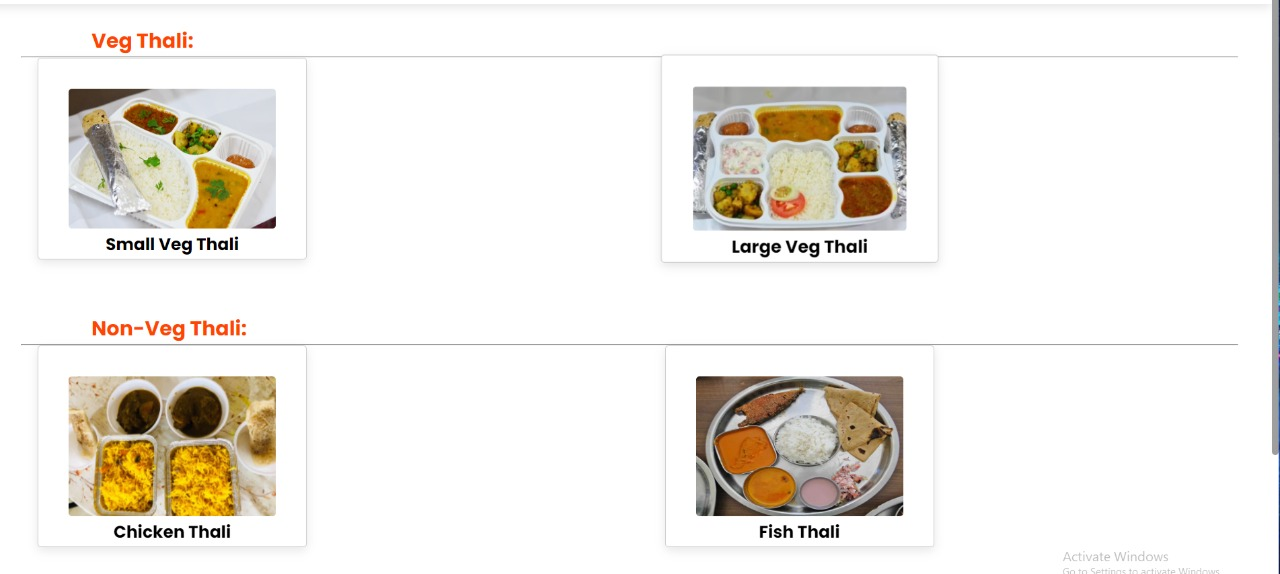 Veg Thali:
Small Veg Thali
Large Veg Thali
Non-Veg Thali:
Chicken Thali
Fish Thali
Activate Windows
Go to Settings to activate Windows.